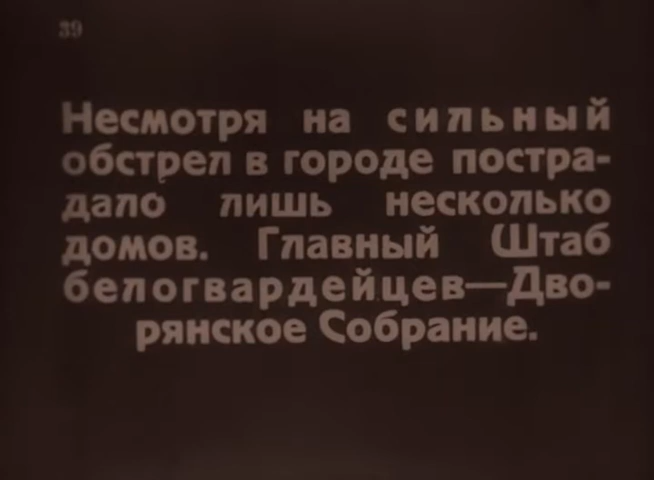 39
Несмотря на сильный
обстрел в городе постра-
дало лишь несколько
домов. Главный Штаб
белогвардейцев—Дво-
рянское Собрание.